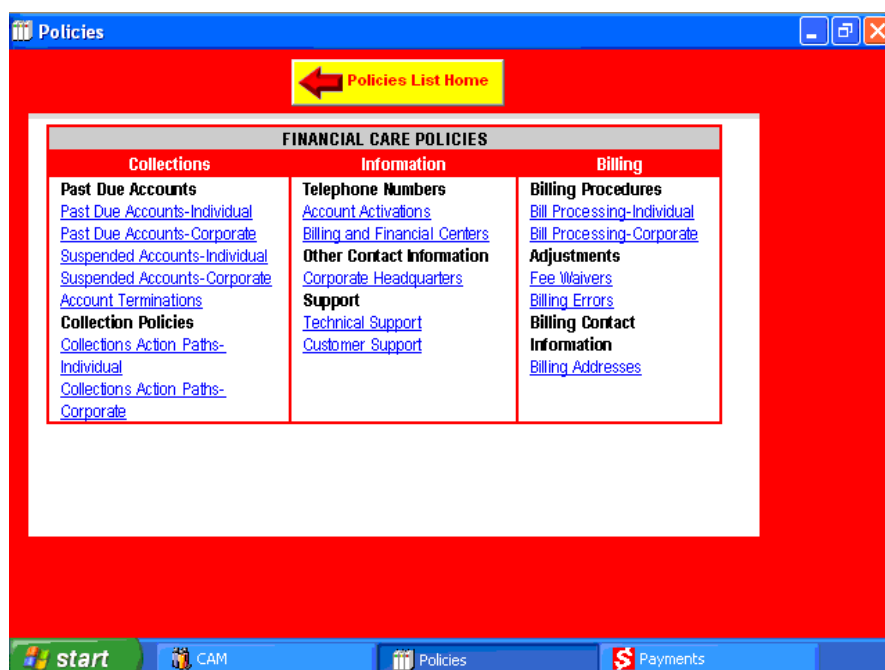 Policies
Policies List Home
FINANCIAL CARE POLICIES
Collections
Past Due Accounts
Past Due Accounts-Individual
Past Due Accounts-Corporate
Suspended Accounts-Individual
Suspended Accounts-Corporate
Account Terminations
Collection Policies
Collections Action Paths-
Individual
Collections Action Paths-
Corporate
Information
Telephone Numbers
Account Activations
Billing and Financial Centers
Other Contact Information
Corporate Headquarters
Support
Technical Support
Customer Support
Billing
Billing Procedures
Bill Processing-Individual
Bill Processing-Corporate
Adjustments
Fee Waivers
Billing Errors
Billing Contact
Information
Billing Addresses
start
CAM
Policies
$ Payments